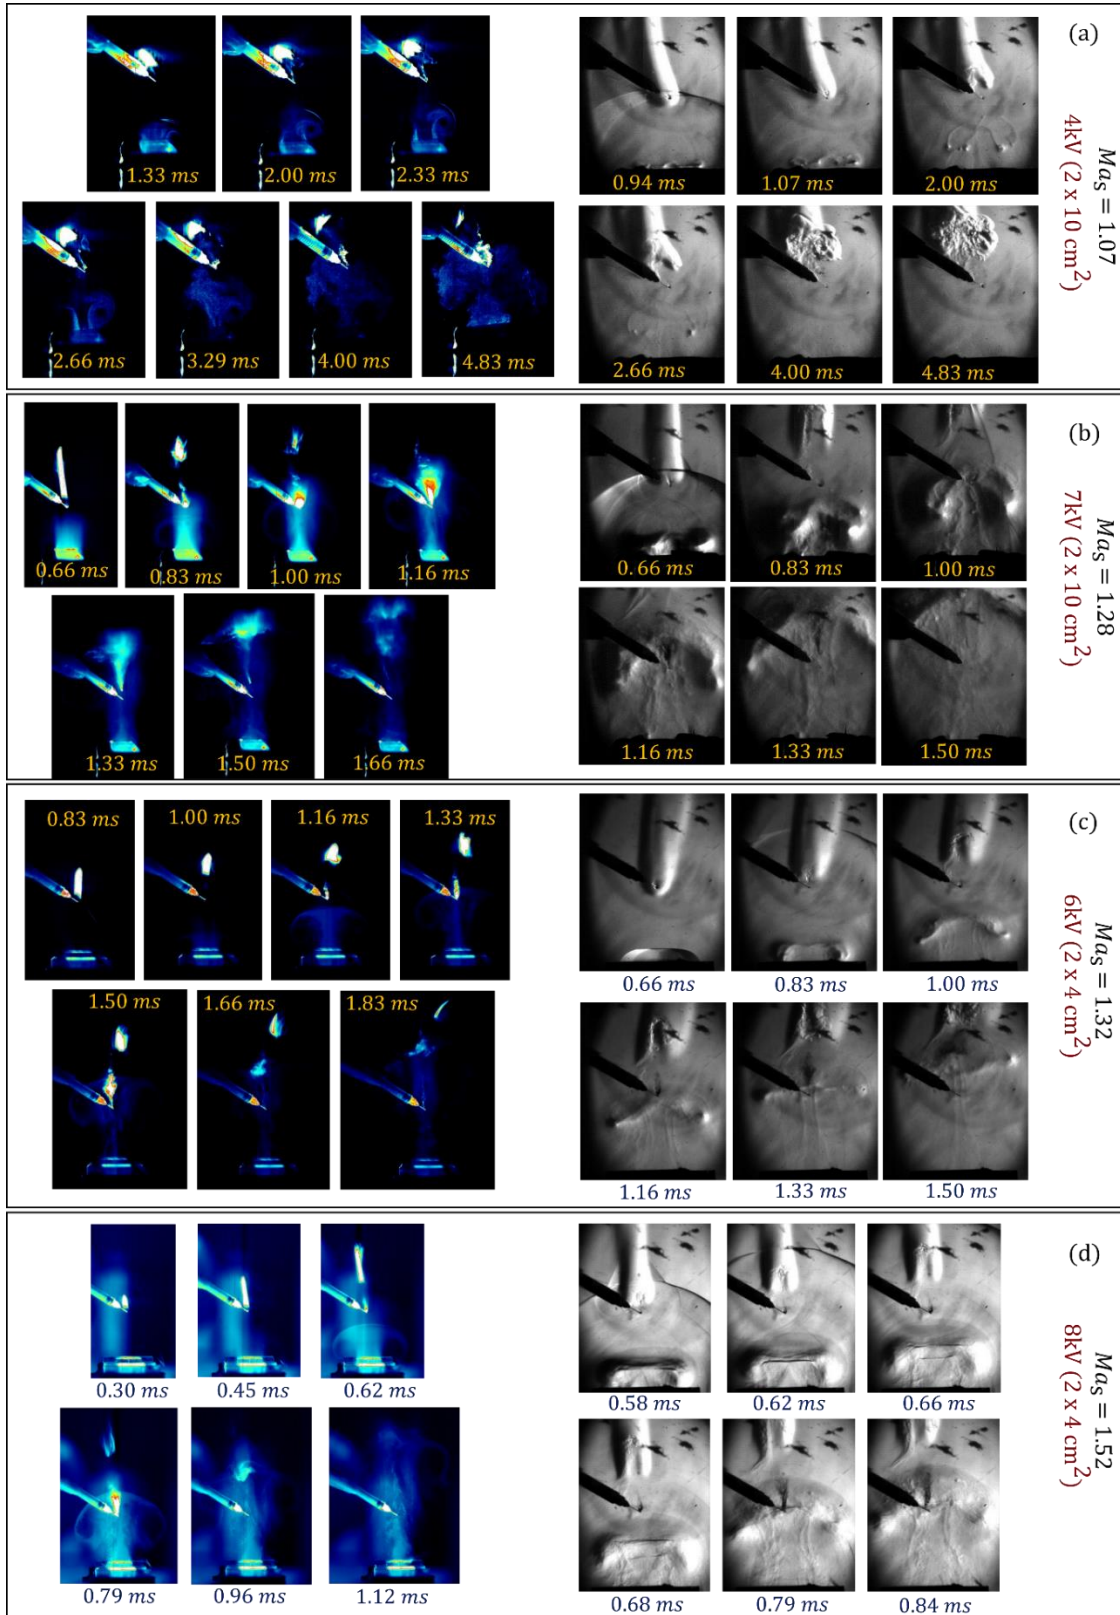 (a)
1.33 ms
2.00 ms
2.33 ms
0.94 ms
1.07 ms
2.00 ms
2.66 ms
3.29 ms
4.00 ms
4.83 ms
2.66 ms
4.00 ms
4.83 ms
Ma_S = 1.07
4kV (2 x 10 cm²)
(b)
0.66 ms
0.83 ms
1.00 ms
1.16 ms
0.66 ms
0.83 ms
1.00 ms
1.33 ms
1.50 ms
1.66 ms
1.16 ms
1.33 ms
1.50 ms
Ma_S = 1.28
7kV (2 x 10 cm²)
(c)
0.83 ms
1.00 ms
1.16 ms
1.33 ms
0.66 ms
0.83 ms
1.00 ms
1.50 ms
1.66 ms
1.83 ms
1.16 ms
1.33 ms
1.50 ms
Ma_S = 1.32
6kV (2 x 4 cm²)
(d)
0.30 ms
0.45 ms
0.62 ms
0.58 ms
0.62 ms
0.66 ms
0.79 ms
0.96 ms
1.12 ms
0.68 ms
0.79 ms
0.84 ms
Ma_S = 1.52
8kV (2 x 4 cm²)